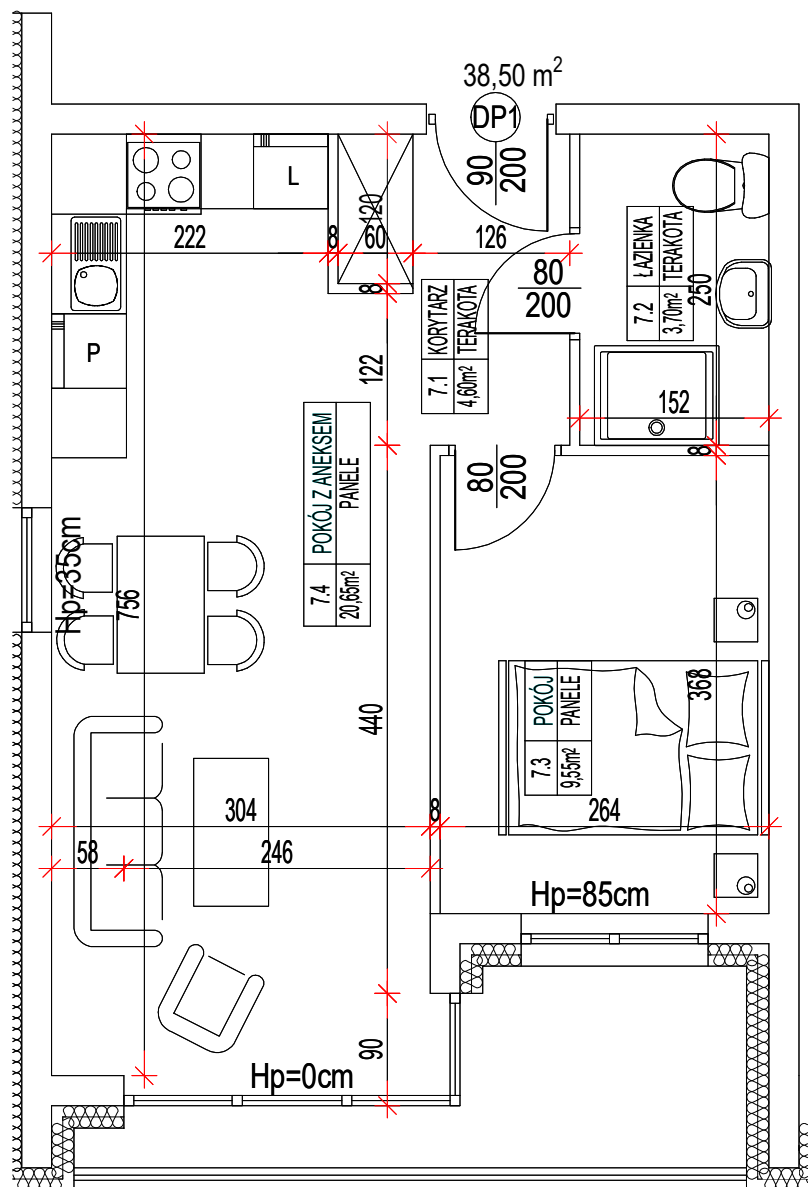 38,50 m²
DP1
90
200
L
120
222
8
60
126
80
200
8
7.2 ŁAZIENKA
3,70m² TERAKOTA
250
7.1 KORYTARZ
4,60m² TERAKOTA
P
122
152
8
80
200
7.4 POKÓJ Z ANEKSEM
20,65m² PANELE
Hp=35cm
756
440
368
7.3 POKÓJ
9,55m² PANELE
304
8
264
58
246
Hp=85cm
90
Hp=0cm